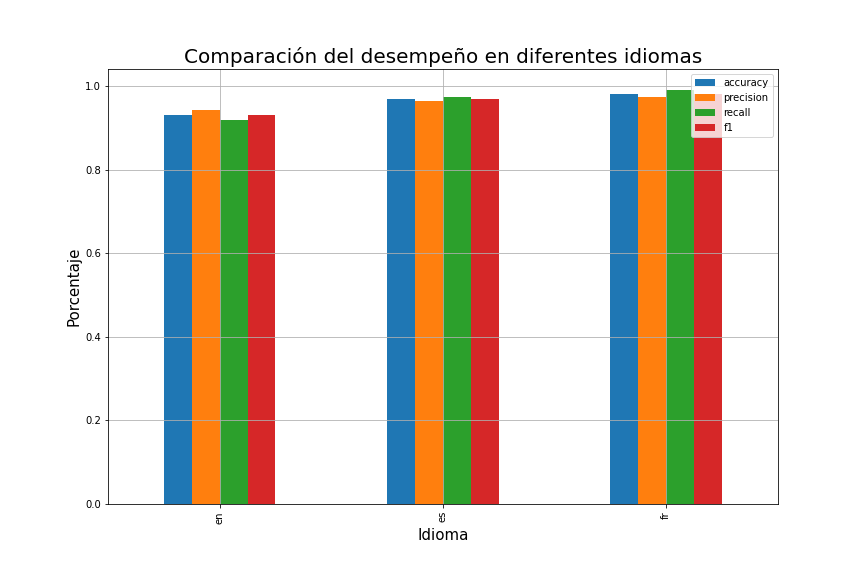 Comparación del desempeño en diferentes idiomas
accuracy
precision
recall
f1
1.0
0.8
0.6
0.4
0.2
0.0
Porcentaje
en
es
fr
Idioma